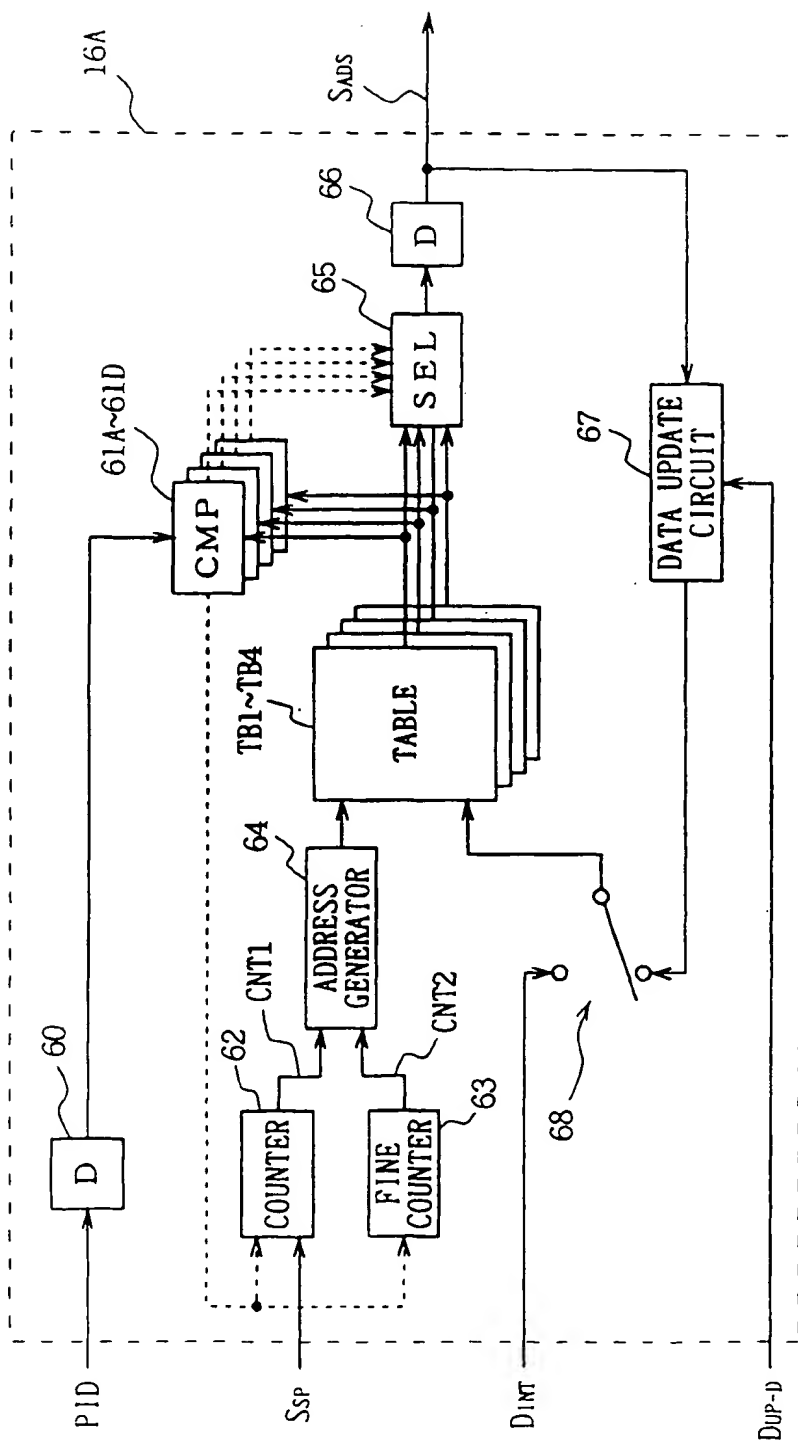 16A
PID
60
D
61A~61D
CMP
SSP
62
COUNTER
CNT1
64
ADDRESS
GENERATOR
TB1~TB4
TABLE
65
SEL
66
D
SADS
FINE
COUNTER
63
CNT2
DINT
68
67
DATA UPDATE
CIRCUIT
DUP-D